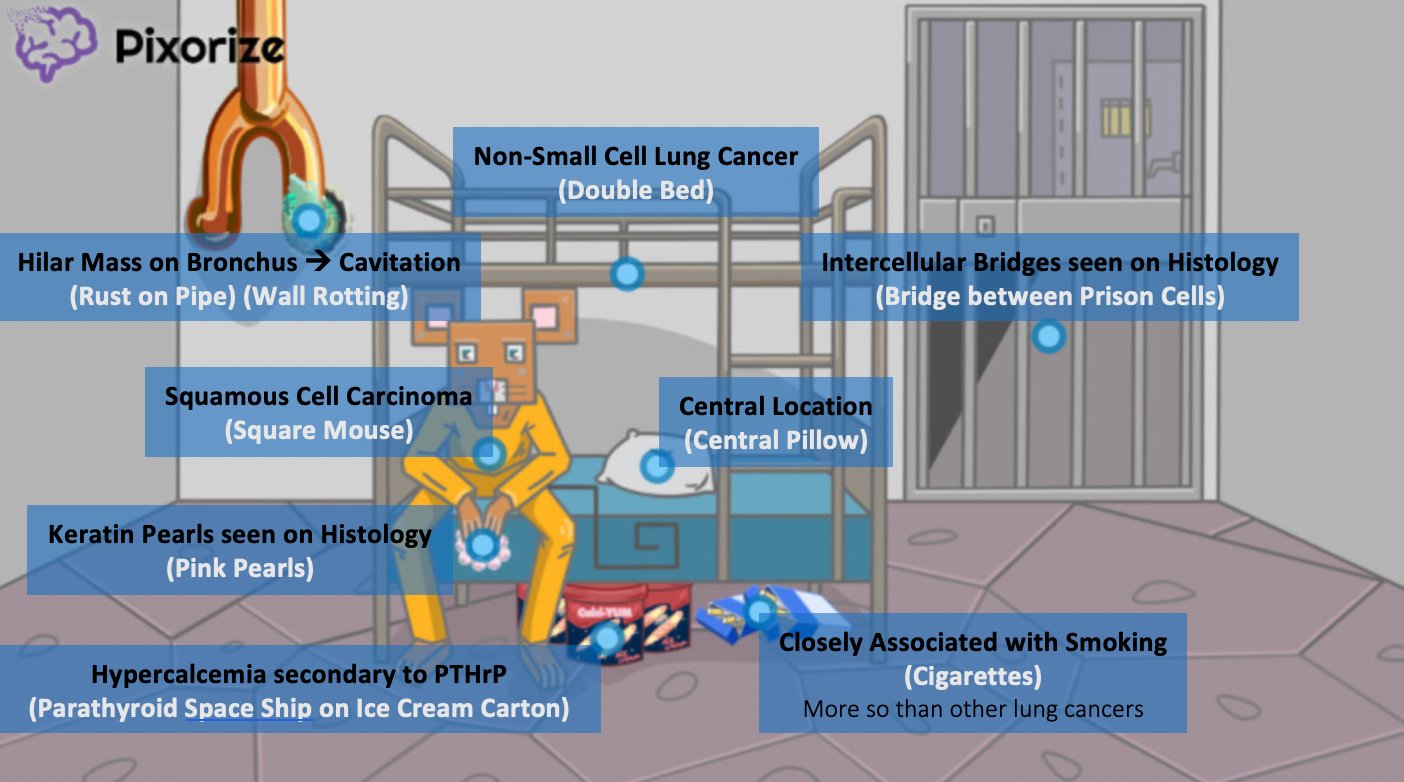 Pixorize
Non-Small Cell Lung Cancer
(Double Bed)
Hilar Mass on Bronchus → Cavitation
(Rust on Pipe) (Wall Rotting)
Intercellular Bridges seen on Histology
(Bridge between Prison Cells)
Squamous Cell Carcinoma
(Square Mouse)
Central Location
(Central Pillow)
Keratin Pearls seen on Histology
(Pink Pearls)
Calci-YUM
Hypercalcemia secondary to PTHrP
(Parathyroid Space Ship on Ice Cream Carton)
Closely Associated with Smoking
(Cigarettes)
More so than other lung cancers